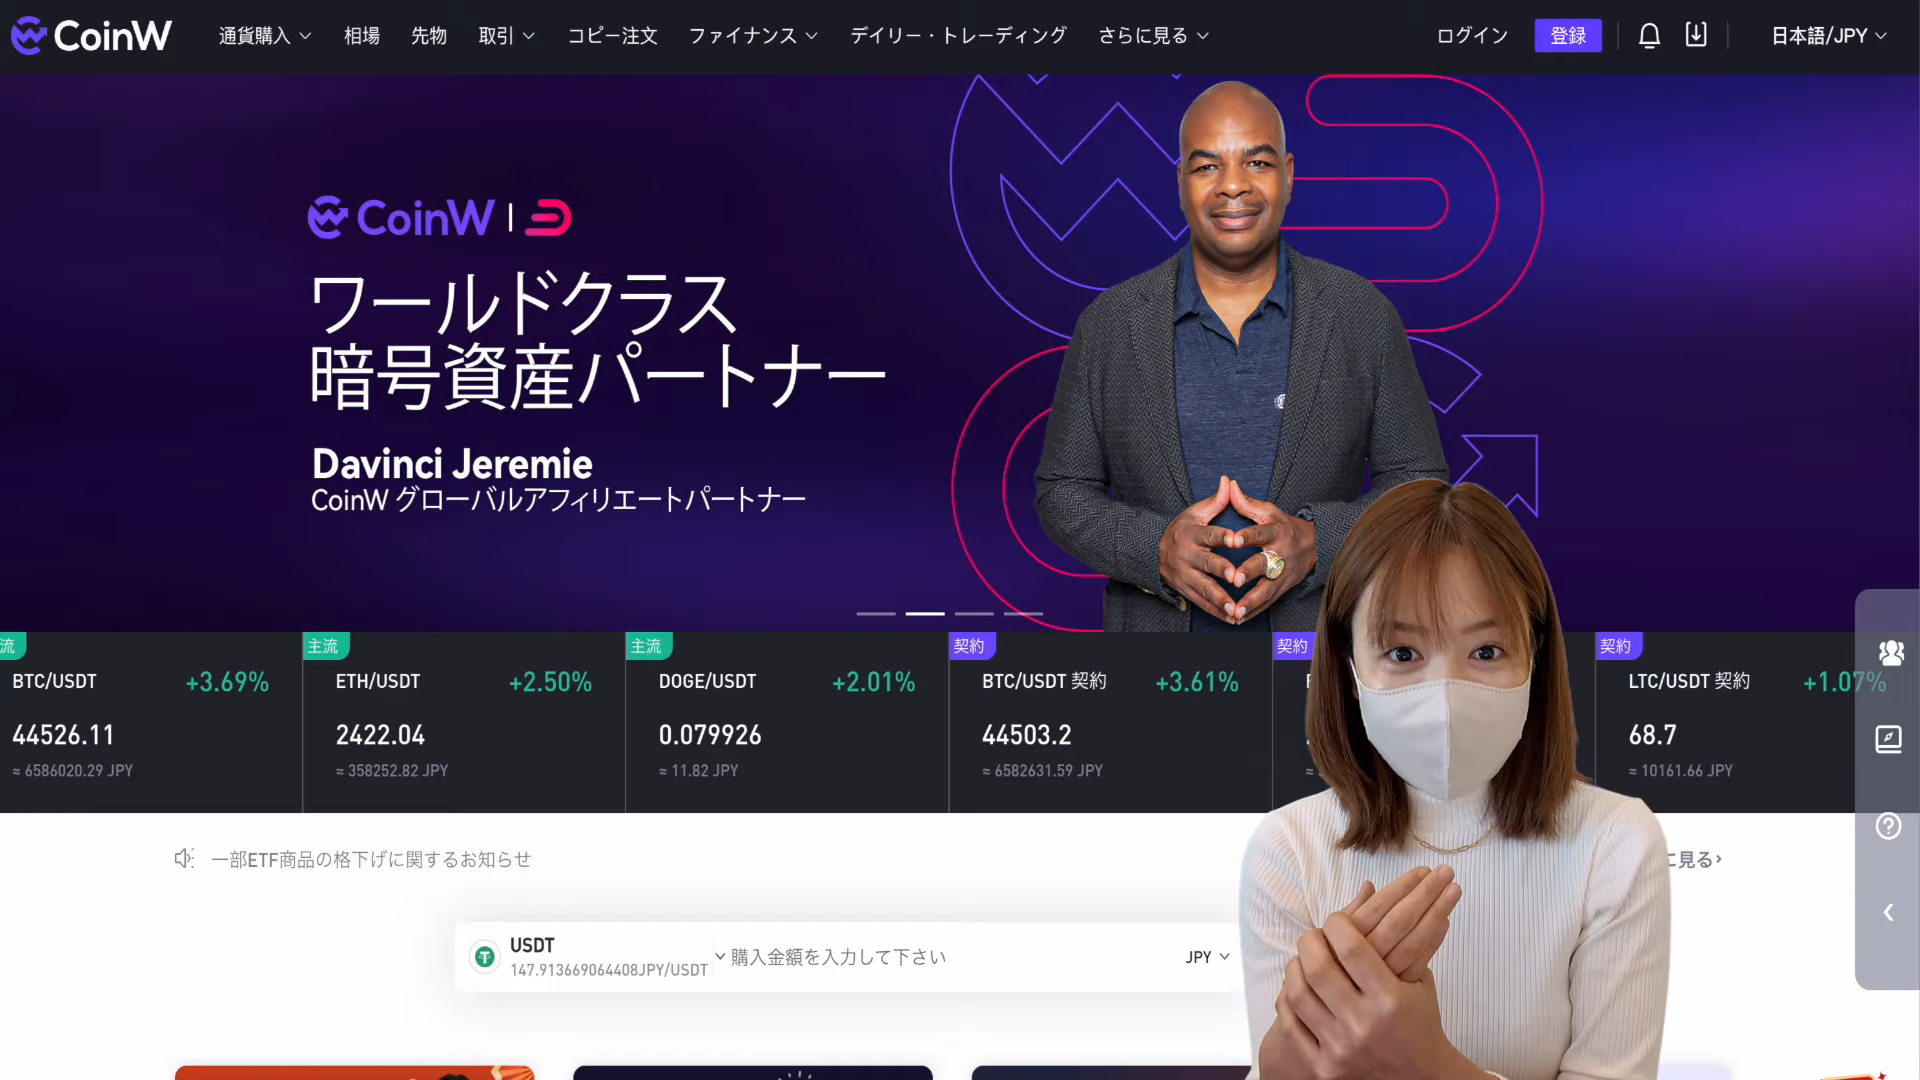 CoinW
通貨購入
相場
先物
取引
コピー注文
ファイナンス
デイリー・トレーディング
さらに見る
ログイン
登録
日本語/JPY
CoinW
ワールドクラス
暗号資産パートナー
Davinci Jeremie
CoinW グローバルアフィリエートパートナー
流
BTC/USDT
+3.69%
44526.11
≈ 6586020.29 JPY
主流
ETH/USDT
+2.50%
2422.04
≈ 358252.82 JPY
主流
DOGE/USDT
+2.01%
0.079926
≈ 11.82 JPY
契約
BTC/USDT 契約
+3.61%
44503.2
≈ 6582631.59 JPY
契約
契約
LTC/USDT 契約
+1.07%
68.7
≈ 10161.66 JPY
一部ETF商品の格下げに関するお知らせ
に見る
USDT
147.913669064408JPY/USDT
購入金額を入力して下さい
JPY